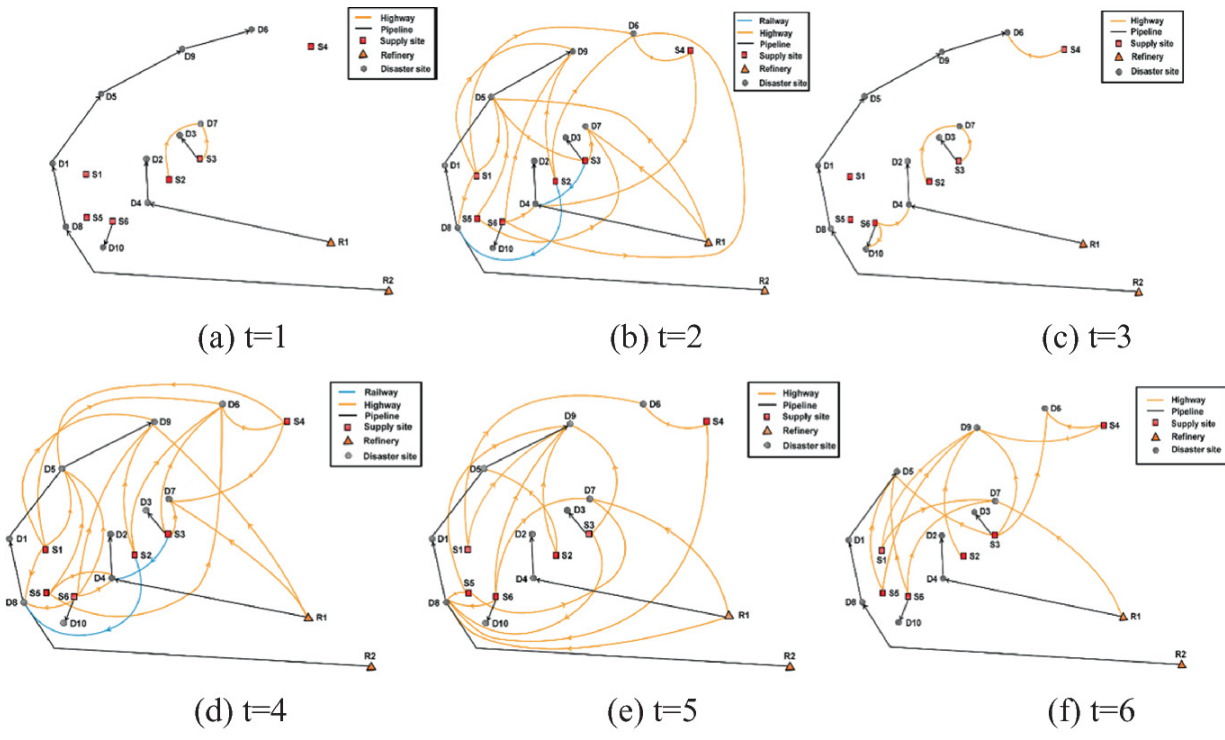 D6
S4
D9
D5
D7
D3
S3
D1
D2
S1
S2
D4
S5
S6
D8
D10
R1
R2
Highway
Pipeline
Supply site
Refinery
Disaster site
(a) t=1
D6
S4
D9
D5
D7
D3
S3
D1
D2
S1
S2
D4
S5
S6
D8
D10
R1
R2
Railway
Highway
Pipeline
Supply site
Refinery
Disaster site
(b) t=2
D6
S4
D9
D5
D7
D3
S3
D1
D2
S1
S2
D4
S5
S6
D8
D10
R1
R2
Highway
Pipeline
Supply site
Refinery
Disaster site
(c) t=3
D6
S4
D9
D5
D7
D3
S3
D1
D2
S1
S2
D4
S5
S6
D8
D10
R1
R2
Railway
Highway
Pipeline
Supply site
Refinery
Disaster site
(d) t=4
D6
S4
D9
D5
D7
D3
S3
D1
D2
S1
S2
D4
S5
S6
D8
D10
R1
R2
Highway
Pipeline
Supply site
Refinery
Disaster site
(e) t=5
D6
S4
D9
D5
D7
D3
S3
D1
D2
S1
S2
D4
S5
S5
D8
D10
R1
R2
Highway
Pipeline
Supply site
Refinery
Disaster site
(f) t=6